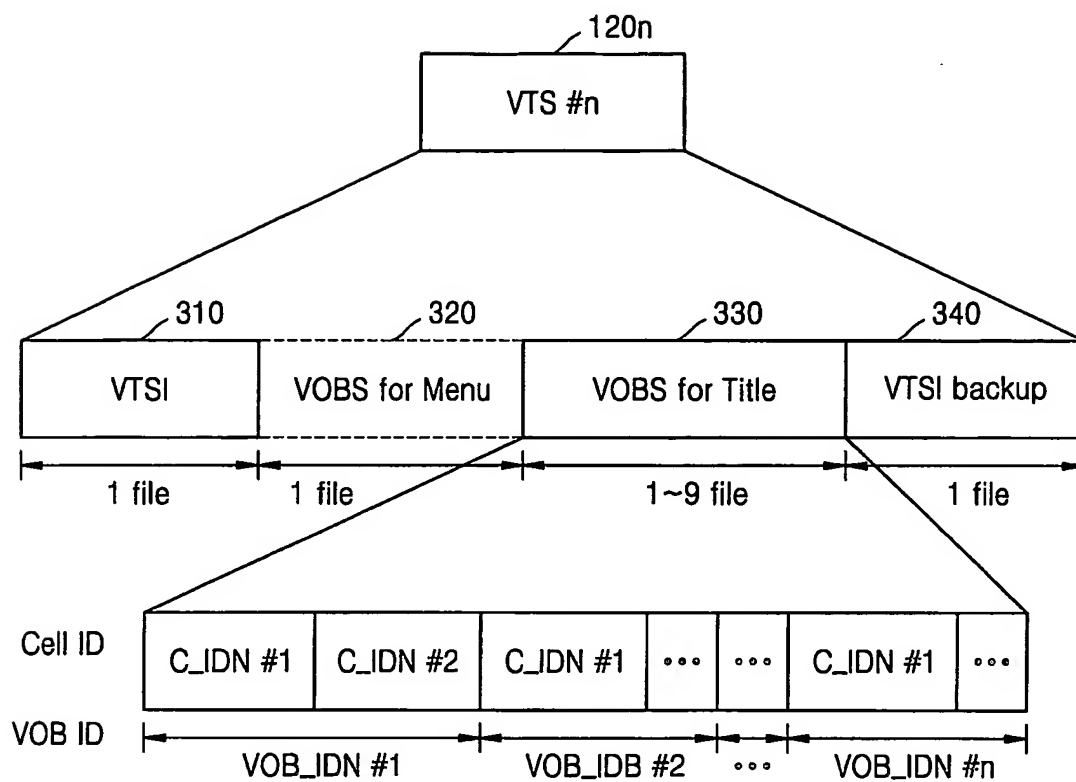 120n
VTS #n
310
320
330
340
VTSI
VOBS for Menu
VOBS for Title
VTSI backup
1 file
1 file
1~9 file
1 file
Cell ID
C_IDN #1
C_IDN #2
C_IDN #1
•••
•••
C_IDN #1
•••
VOB ID
VOB_IDN #1
VOB_IDB #2
•••
VOB_IDN #n